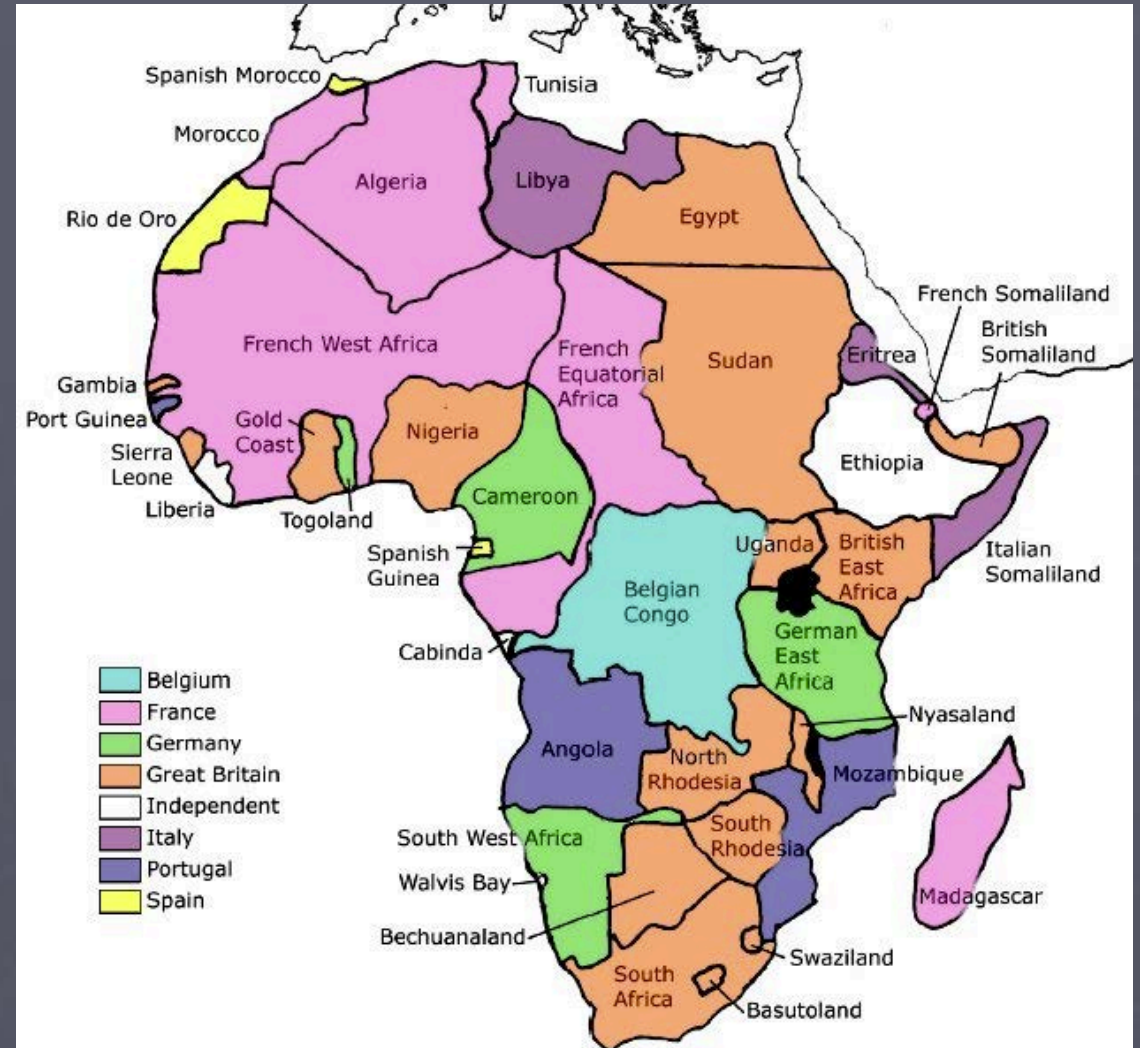 Spanish Morocco
Tunisia
Morocco
Algeria
Libya
Rio de Oro
Egypt
French Somaliland
British
Somaliland
French West Africa
French
Equatorial
Africa
Sudan
Eritrea
Gambia
Port Guinea
Gold
Coast
Nigeria
Sierra
Leone
Ethiopia
Liberia
Togoland
Cameroon
Spanish
Guinea
Uganda
British
East
Africa
Italian
Somaliland
Belgian
Congo
Cabinda
German
East
Africa
Belgium
France
Germany
Great Britain
Independent
Italy
Portugal
Spain
Nyasaland
Angola
North
Rhodesia
Mozambique
South West Africa
South
Rhodesia
Walvis Bay
Madagascar
Bechuanaland
Swaziland
South
Africa
Basutoland